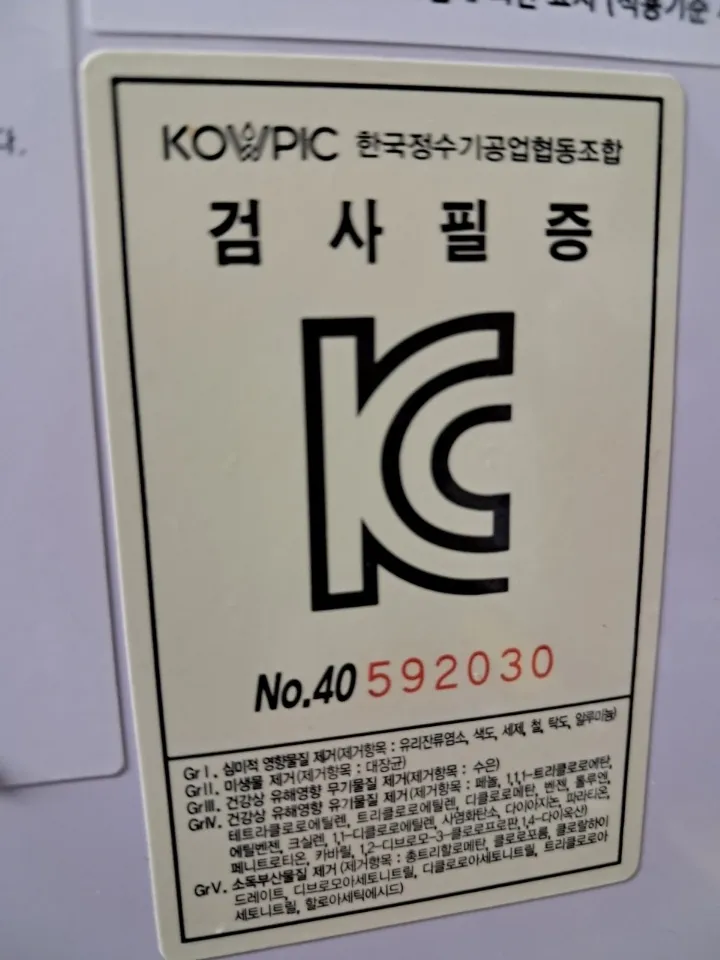 (적용기준
다.
KOWPIC 한국정수기공업협동조합
검 사 필 증
KC
No.40 592030
Gr I. 심미적 영향물질 제거(제거항목 : 유리잔류염소, 색도, 세제, 철, 탁도, 알루미늄)
Gr II. 미생물 제거(제거항목 : 대장균)
Gr III. 건강상 유해영향 무기물질 제거(제거항목 : 수은)
Gr IV. 건강상 유해영향 유기물질 제거(제거항목 : 페놀, 1,1,1-트리클로로에탄,
테트라클로로에틸렌, 트리클로로에틸렌, 디클로로메탄, 벤젠, 톨루엔,
에틸벤젠, 크실렌, 1,1-디클로로에틸렌, 사염화탄소, 다이아지논, 파라티온,
페니트로티온, 카바릴, 1,2-디브로모-3-클로로프로판,1,4-다이옥산)
Gr V. 소독부산물질 제거 (제거항목 : 총트리할로메탄, 클로로포름, 클로랄하이
드레이트, 디브로모아세토니트릴, 디클로로아세토니트릴, 트리클로로아
세토니트릴, 할로아세틱에시드)